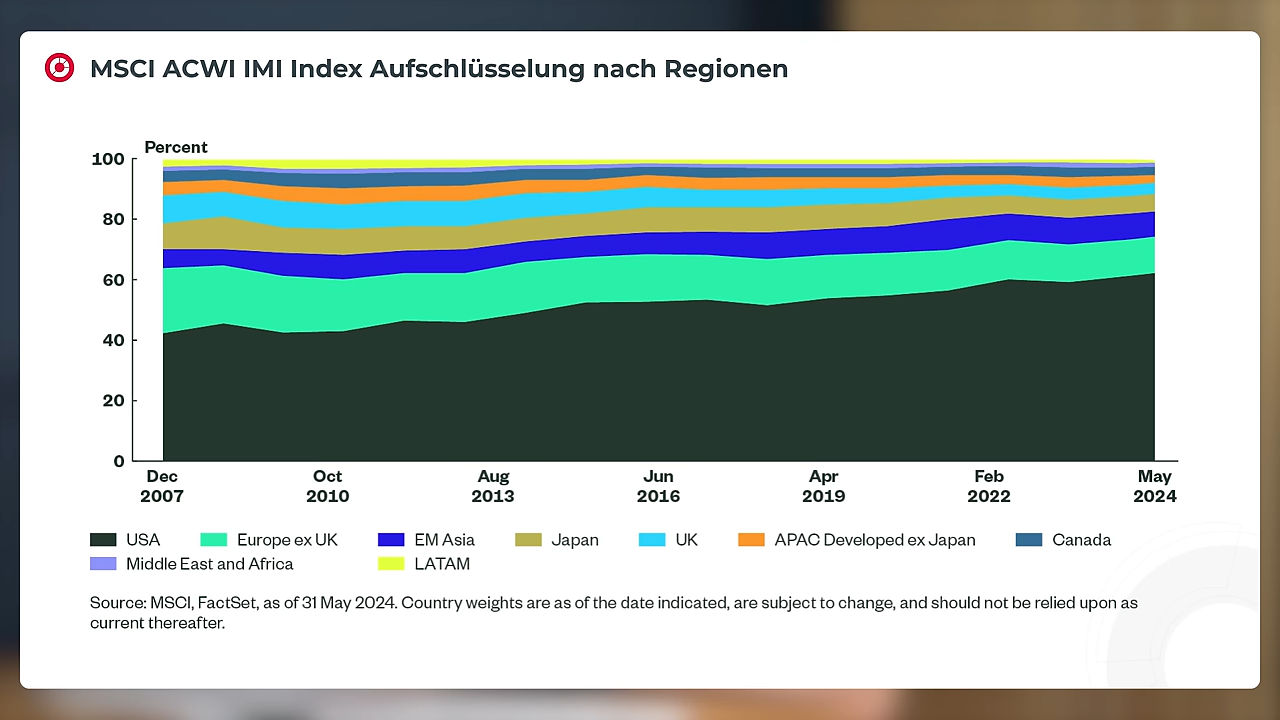 MSCI ACWI IMI Index Aufschlüsselung nach Regionen
Percent
100
80
60
40
20
0
Dec 2007
Oct 2010
Aug 2013
Jun 2016
Apr 2019
Feb 2022
May 2024
USA
Europe ex UK
EM Asia
Japan
UK
APAC Developed ex Japan
Canada
Middle East and Africa
LATAM
Source: MSCI, FactSet, as of 31 May 2024. Country weights are as of the date indicated, are subject to change, and should not be relied upon as
current thereafter.